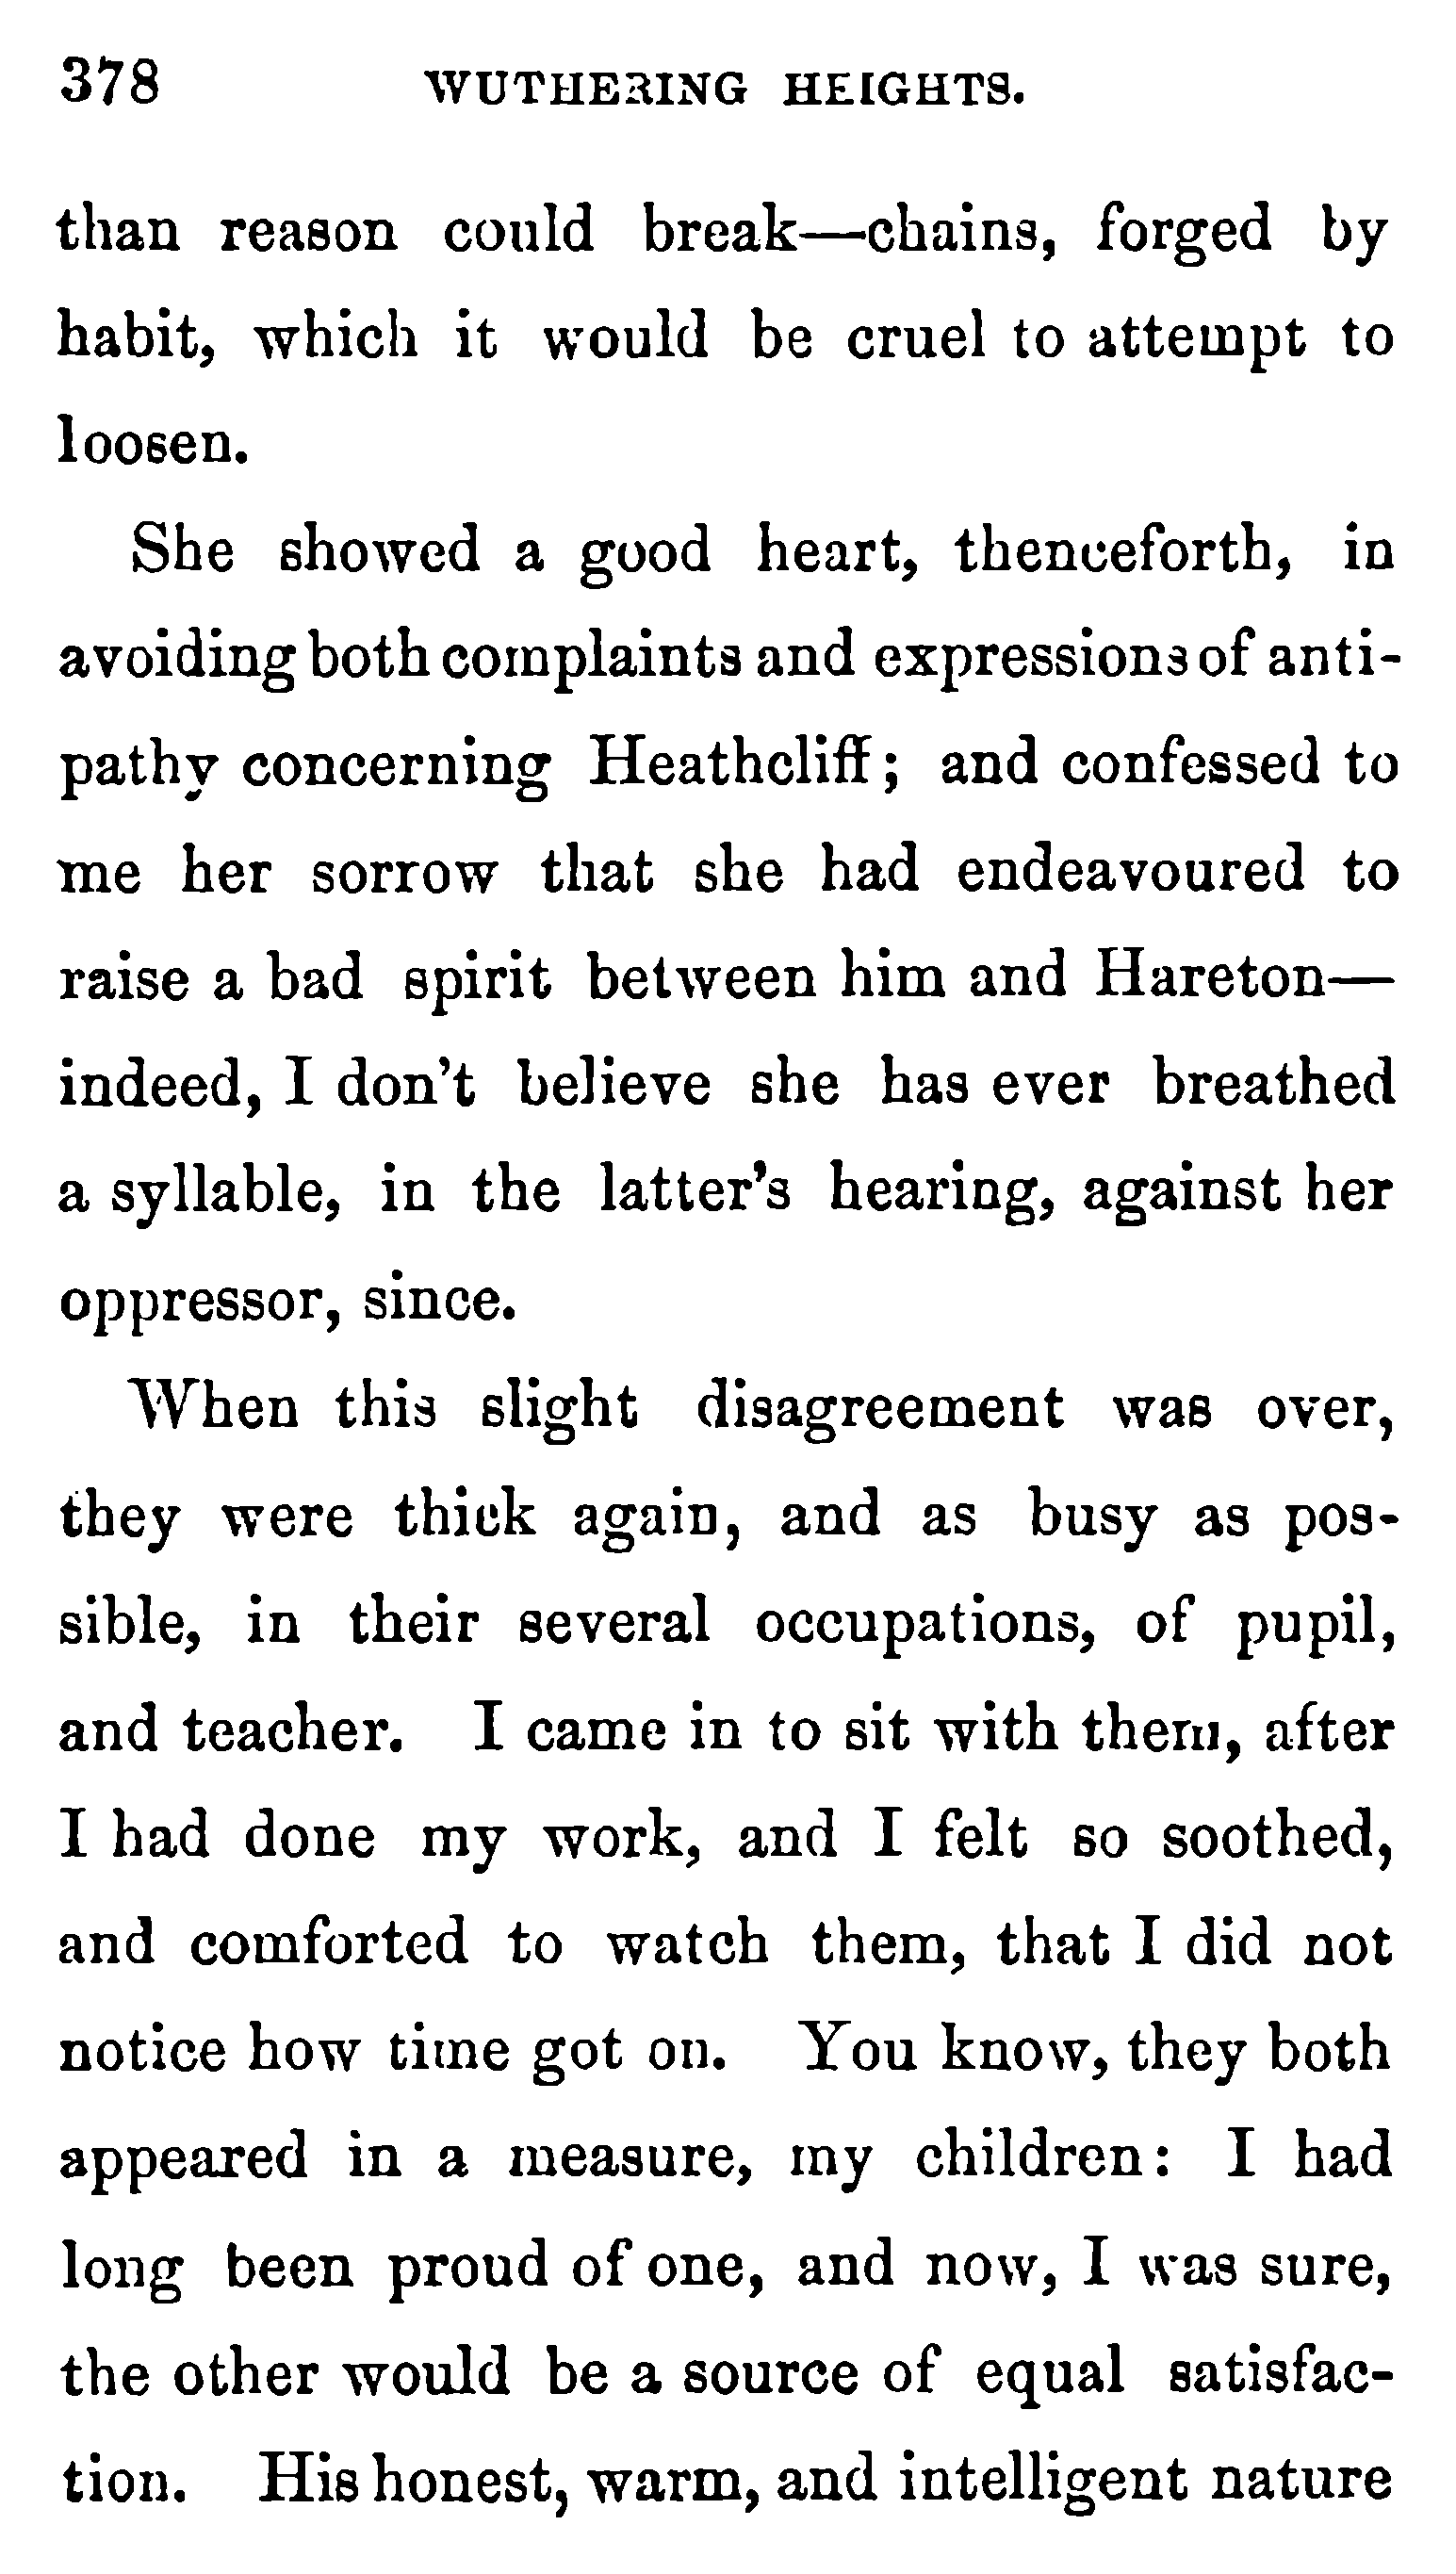 378 WUTHERING HEIGHTS.
than reason could break—chains, forged by
habit, which it would be cruel to attempt to
loosen.
She showed a good heart, thenceforth, in
avoiding both complaints and expressions of anti-
pathy concerning Heathcliff; and confessed to
me her sorrow that she had endeavoured to
raise a bad spirit between him and Hareton—
indeed, I don't believe she has ever breathed
a syllable, in the latter's hearing, against her
oppressor, since.
When this slight disagreement was over,
they were thick again, and as busy as pos-
sible, in their several occupations, of pupil,
and teacher. I came in to sit with them, after
I had done my work, and I felt so soothed,
and comforted to watch them, that I did not
notice how time got on. You know, they both
appeared in a measure, my children: I had
long been proud of one, and now, I was sure,
the other would be a source of equal satisfac-
tion. His honest, warm, and intelligent nature